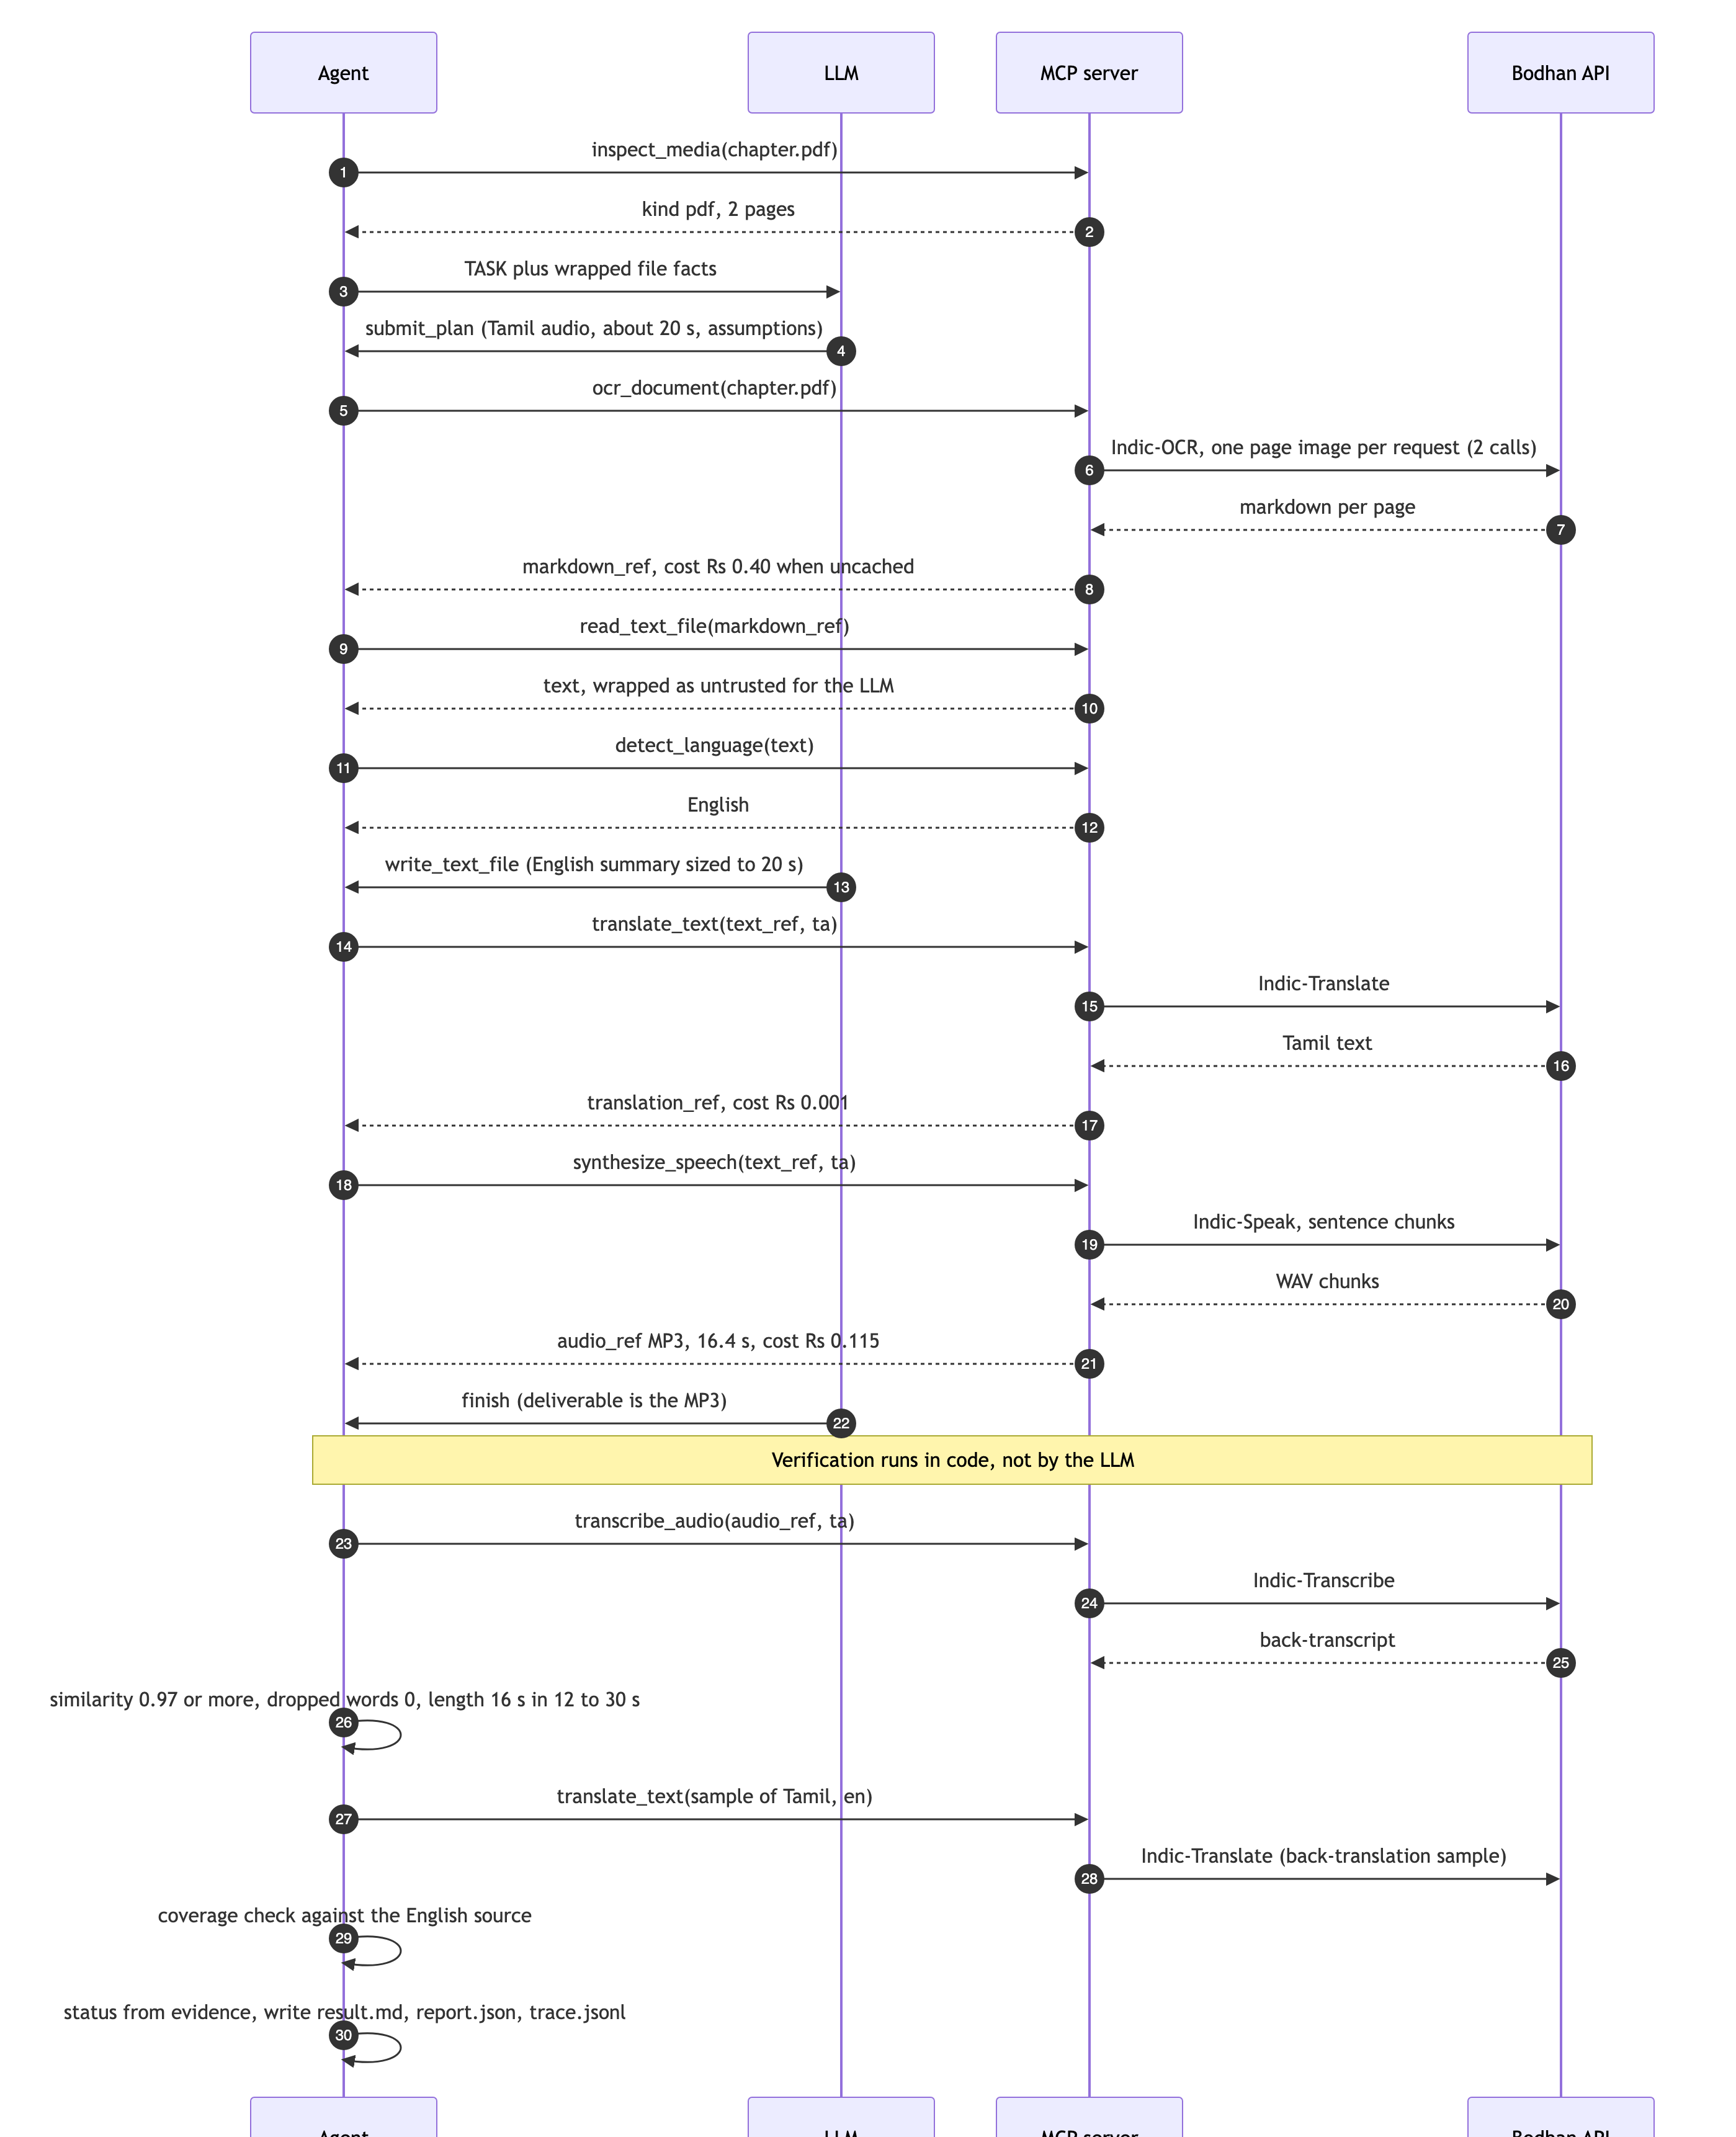 Agent
LLM
MCP server
Bodhan API
inspect_media(chapter.pdf)
1
kind pdf, 2 pages
2
TASK plus wrapped file facts
3
submit_plan (Tamil audio, about 20 s, assumptions)
4
ocr_document(chapter.pdf)
5
Indic-OCR, one page image per request (2 calls)
6
markdown per page
7
markdown_ref, cost Rs 0.40 when uncached
8
read_text_file(markdown_ref)
9
text, wrapped as untrusted for the LLM
10
detect_language(text)
11
English
12
write_text_file (English summary sized to 20 s)
13
translate_text(text_ref, ta)
14
Indic-Translate
15
Tamil text
16
translation_ref, cost Rs 0.001
17
synthesize_speech(text_ref, ta)
18
Indic-Speak, sentence chunks
19
WAV chunks
20
audio_ref MP3, 16.4 s, cost Rs 0.115
21
finish (deliverable is the MP3)
22
Verification runs in code, not by the LLM
transcribe_audio(audio_ref, ta)
23
Indic-Transcribe
24
back-transcript
25
similarity 0.97 or more, dropped words 0, length 16 s in 12 to 30 s
26
translate_text(sample of Tamil, en)
27
Indic-Translate (back-translation sample)
28
coverage check against the English source
29
status from evidence, write result.md, report.json, trace.jsonl
30
Agent
LLM
MCP server
Bodhan API